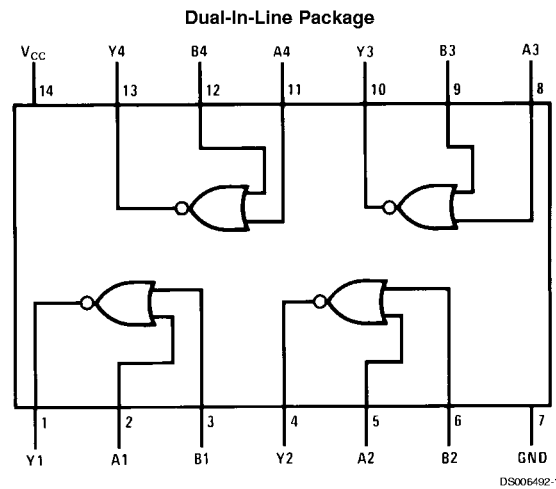 Dual-In-Line Package
VCC Y4 B4 A4 Y3 B3 A3
14 13 12 11 10 9 8
1 2 3 4 5 6 7
Y1 A1 B1 Y2 A2 B2 GND
DS006492-